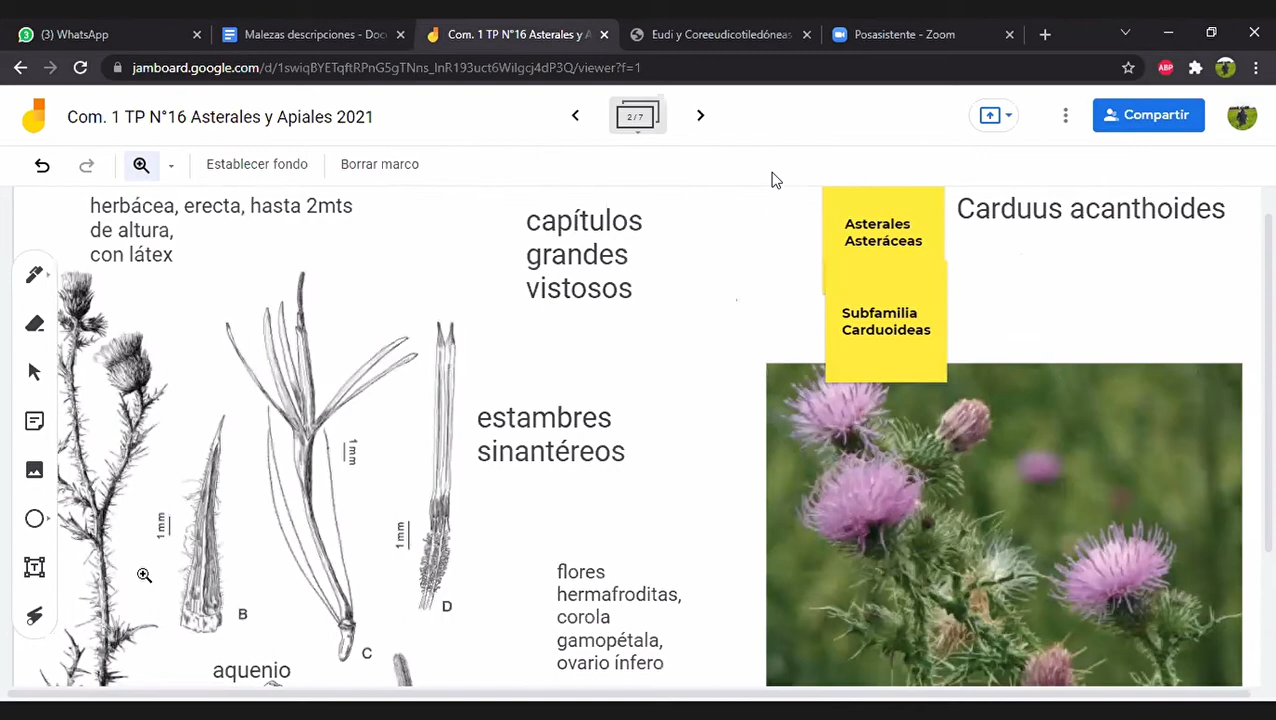 (3) WhatsApp
Malezas descripciones - Doc
Com. 1 TP N°16 Asterales y A
Eudi y Coreeudicotiledóneas
Posasistente - Zoom
jamboard.google.com/d/1swiqBYETqftRPnG5gTNns_lnR193uct6WiIgcj4dP3Q/viewer?f=1
ABP
Com. 1 TP N°16 Asterales y Apiales 2021
2 / 7
Compartir
Establecer fondo
Borrar marco
herbácea, erecta, hasta 2mts
de altura,
con látex
capítulos
grandes
vistosos
Asterales
Asteráceas
Carduus acanthoides
Subfamilia
Carduoideas
estambres
sinantéreos
1 mm
1 mm
1 mm
B
C
D
flores
hermafroditas,
corola
gamopétala,
ovario ínfero
aquenio